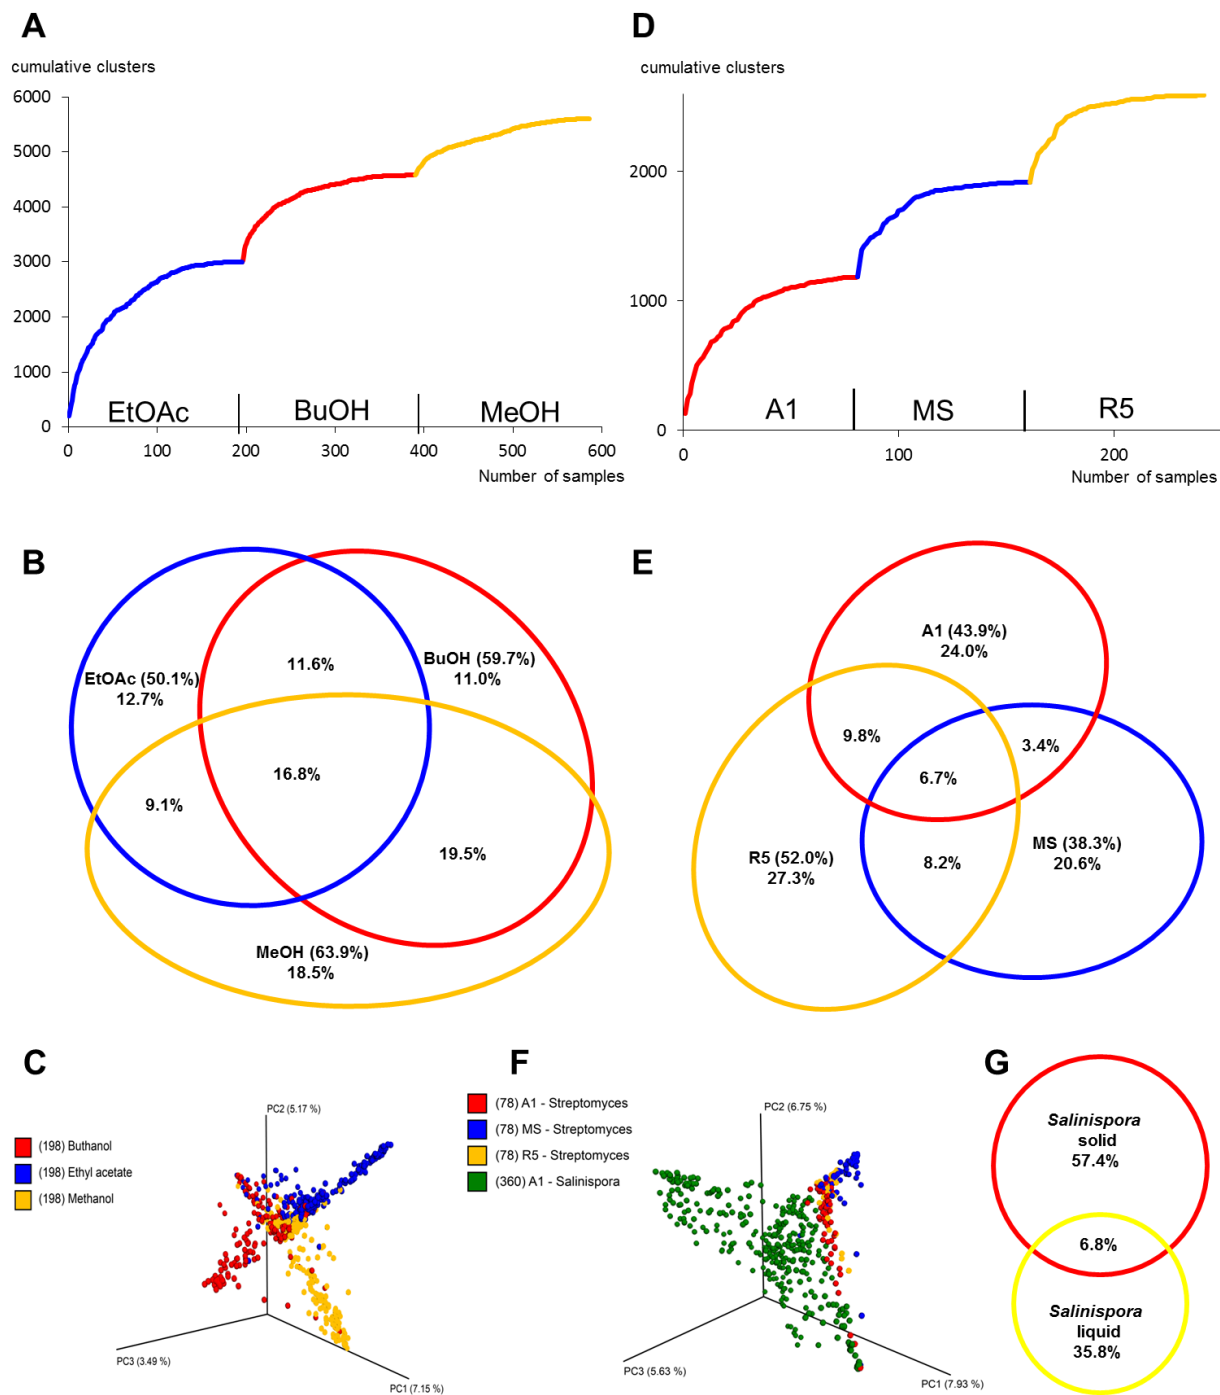 A
cumulative clusters
6000
5000
4000
3000
2000
1000
0
EtOAc
BuOH
MeOH
0
100
200
300
400
500
600
Number of samples
D
cumulative clusters
2000
1000
0
A1
MS
R5
0
100
200
Number of samples
B
EtOAc (50.1%)
12.7%
11.6%
BuOH (59.7%)
11.0%
16.8%
9.1%
19.5%
MeOH (63.9%)
18.5%
E
A1 (43.9%)
24.0%
9.8%
3.4%
6.7%
R5 (52.0%)
27.3%
8.2%
MS (38.3%)
20.6%
C
(198) Buthanol
(198) Ethyl acetate
(198) Methanol
PC2 (5.17 %)
PC3 (3.49 %)
PC1 (7.15 %)
F
(78) A1 - Streptomyces
(78) MS - Streptomyces
(78) R5 - Streptomyces
(360) A1 - Salinispora
PC2 (6.75 %)
PC3 (5.63 %)
PC1 (7.93 %)
G
Salinispora
solid
57.4%
6.8%
Salinispora
liquid
35.8%